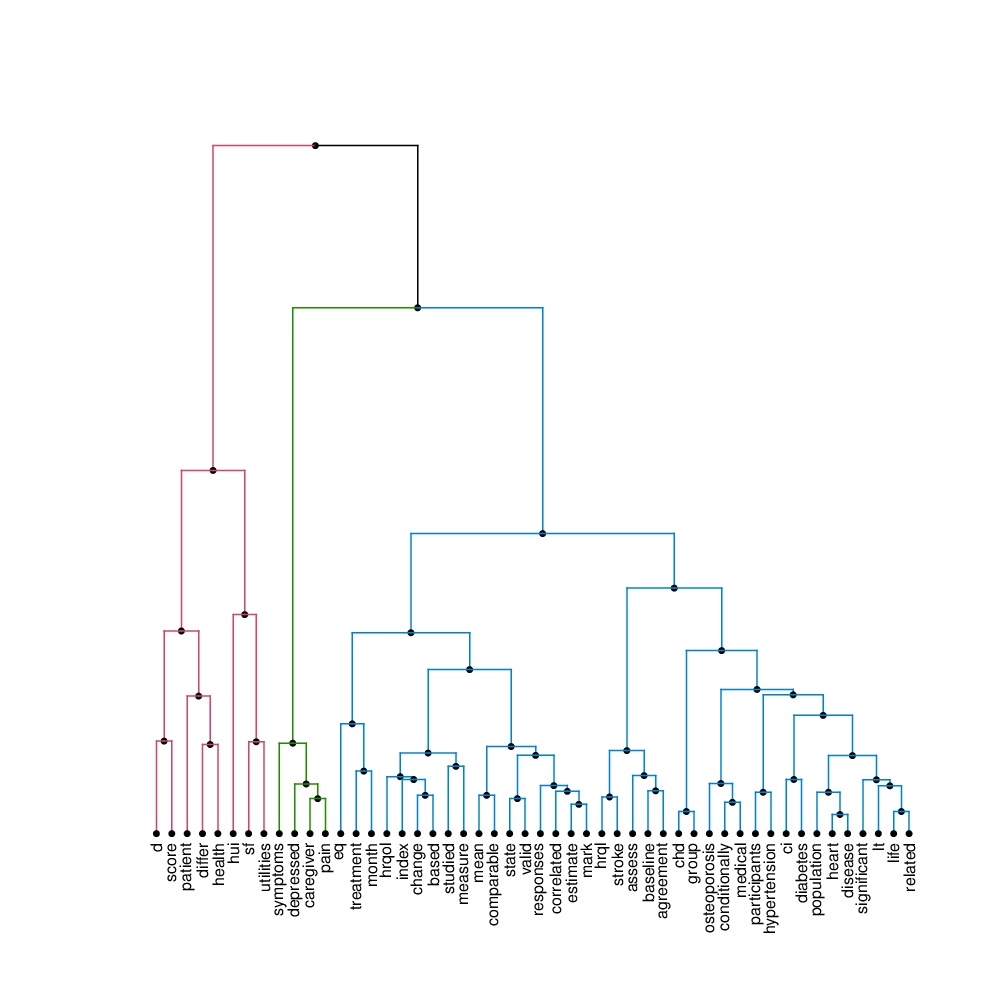 d
score
patient
differ
health
hui
sf
utilities
symptoms
depressed
caregiver
pain
eq
treatment
month
hrqol
index
change
based
studied
measure
mean
comparable
state
valid
responses
correlated
estimate
mark
hrql
stroke
assess
baseline
agreement
chd
group
osteoporosis
conditionally
medical
participants
hypertension
ci
diabetes
population
heart
disease
significant
lt
life
related